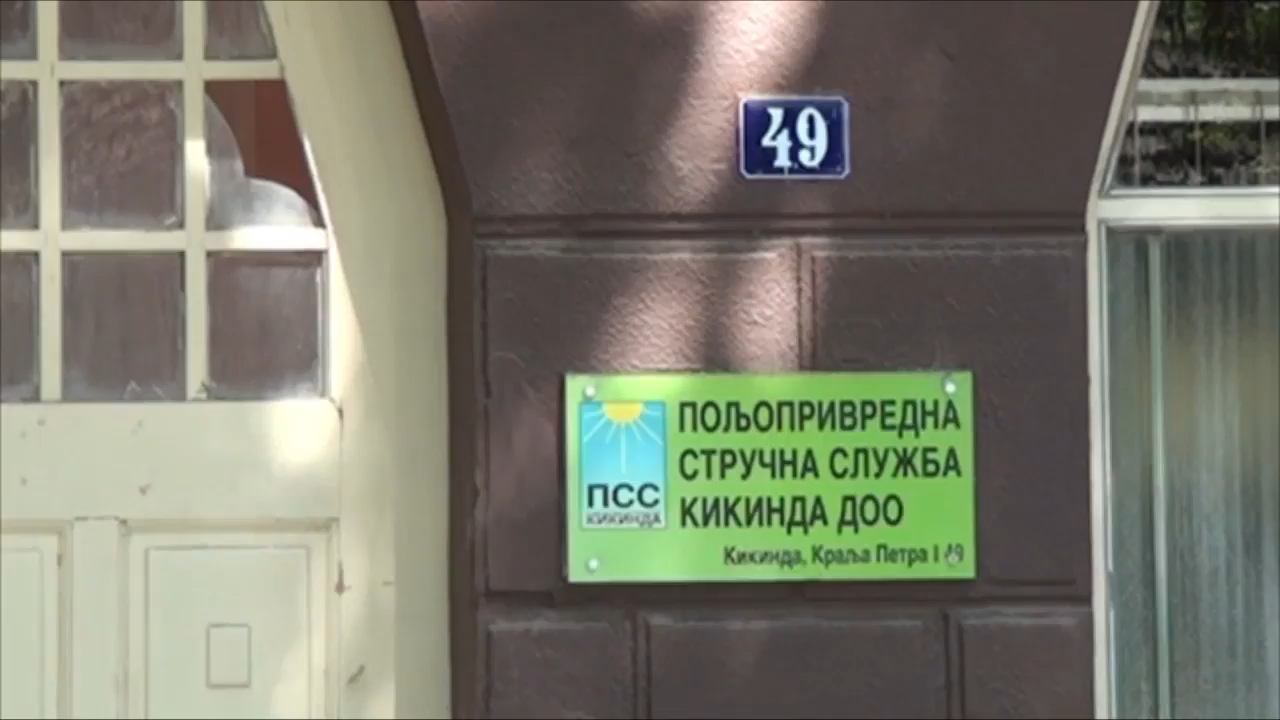 49
ПОЉОПРИВРЕДНА
СТРУЧНА СЛУЖБА
КИКИНДА ДОО
ПСС
КИКИНДА
Кикинда, Краља Петра I 49